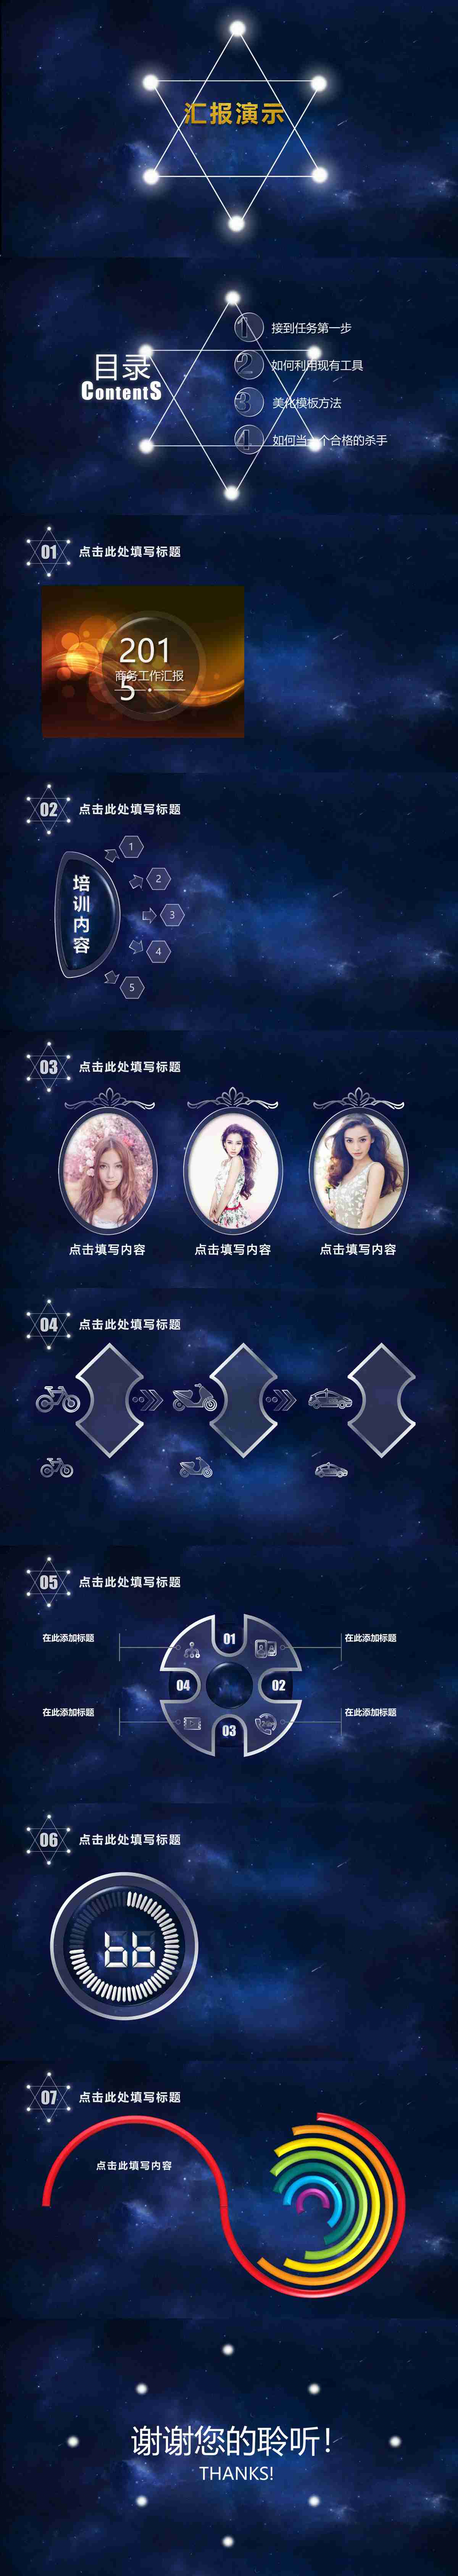 汇报演示
目录
ContentS
1 接到任务第一步
2 如何利用现有工具
3 美化模板方法
4 如何当一个合格的杀手
01 点击此处填写标题
2015
商务工作汇报
02 点击此处填写标题
培训内容
1
2
3
4
5
03 点击此处填写标题
点击填写内容 点击填写内容 点击填写内容
04 点击此处填写标题
05 点击此处填写标题
在此添加标题 01 在此添加标题
04 02
在此添加标题 03 在此添加标题
06 点击此处填写标题
66
07 点击此处填写标题
点击此填写内容
谢谢您的聆听!
THANKS!